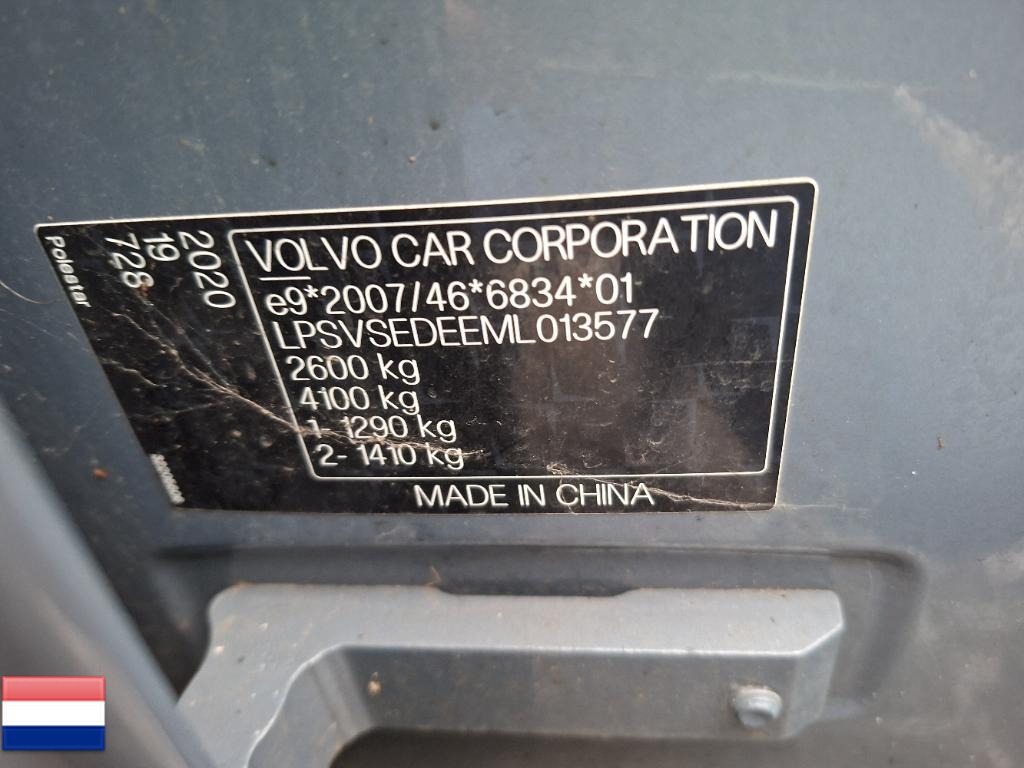 VOLVO CAR CORPORATION
e9*2007/46*6834*01
LPSVSEDEEML013577
2600 kg
4100 kg
1- 1290 kg
2- 1410 kg
MADE IN CHINA
2020
19
728
Polestar